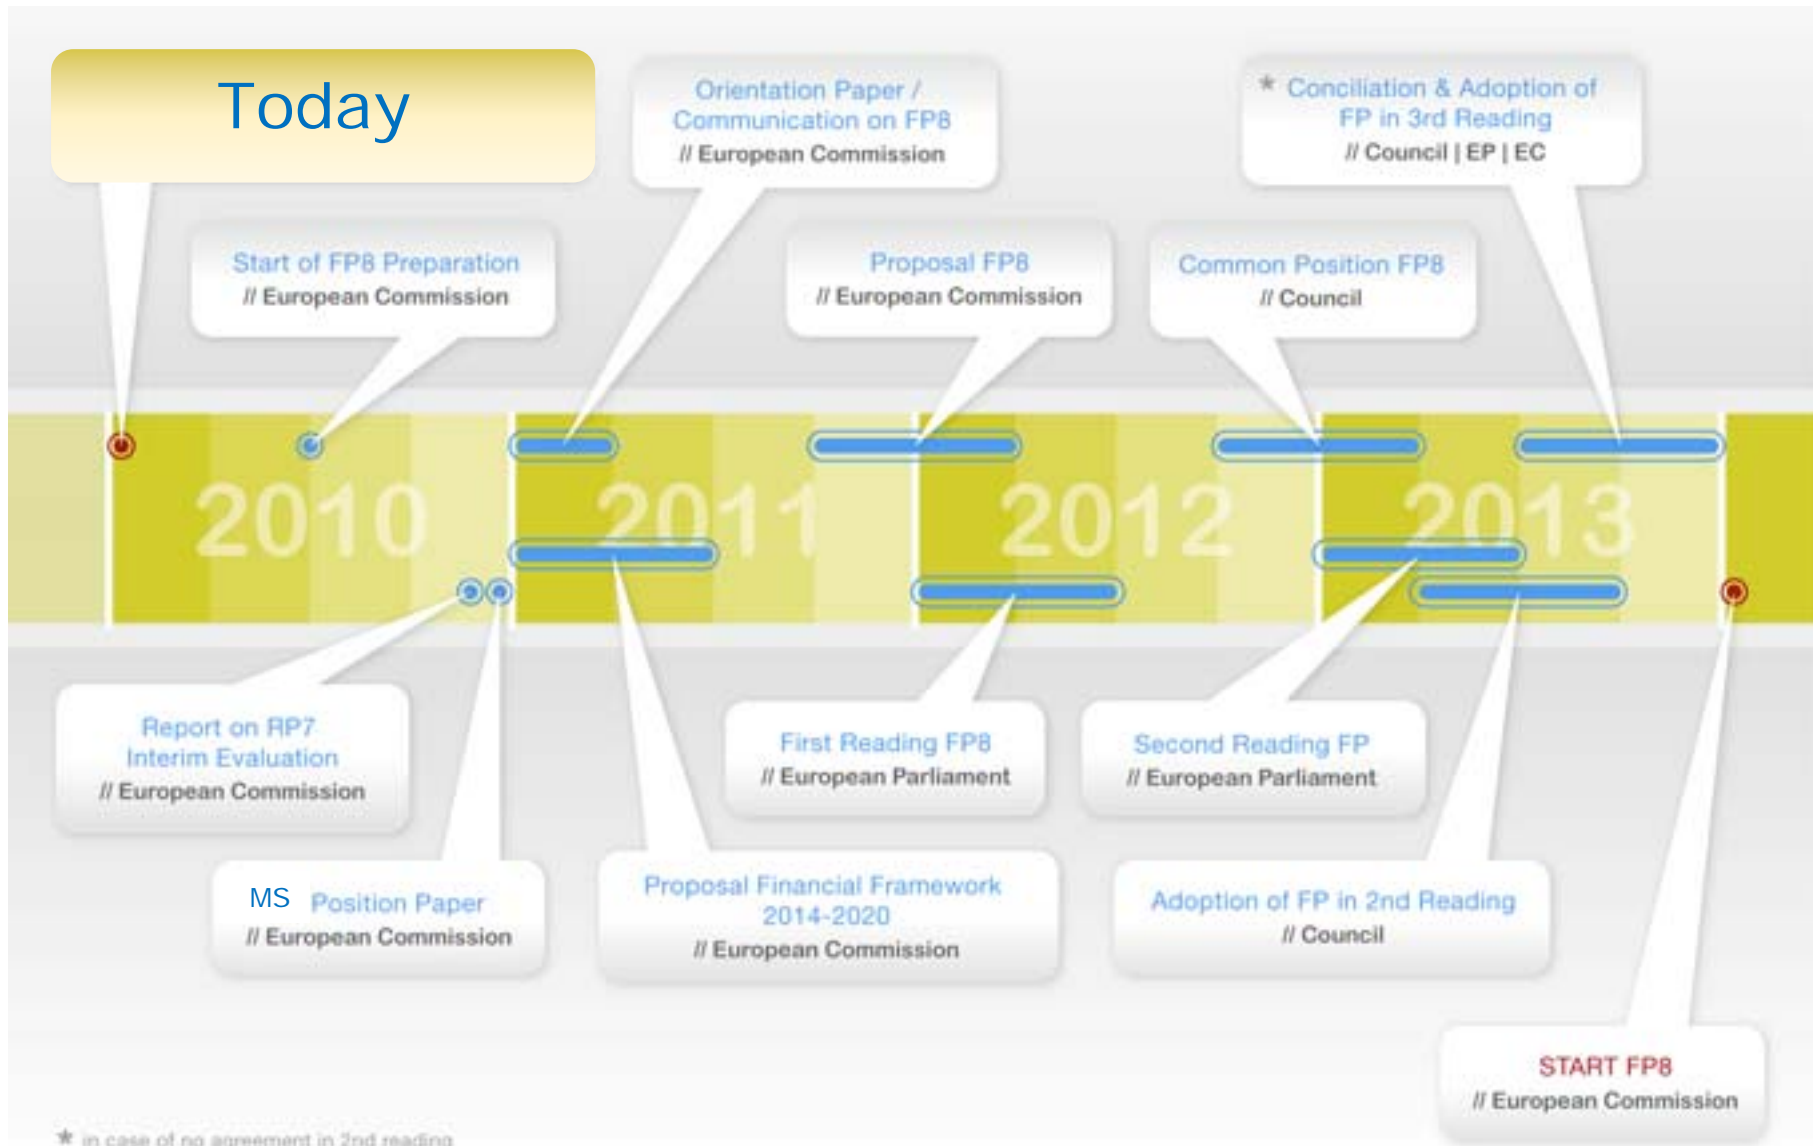 Today
Orientation Paper /
Communication on FP8
// European Commission
* Conciliation & Adoption of
FP in 3rd Reading
// Council | EP | EC
Start of FP8 Preparation
// European Commission
Proposal FP8
// European Commission
Common Position FP8
// Council
2010
2011
2012
2013
Report on RP7
Interim Evaluation
// European Commission
First Reading FP8
// European Parliament
Second Reading FP
// European Parliament
MS Position Paper
// European Commission
Proposal Financial Framework
2014-2020
// European Commission
Adoption of FP in 2nd Reading
// Council
START FP8
// European Commission
* in case of no agreement in 2nd reading